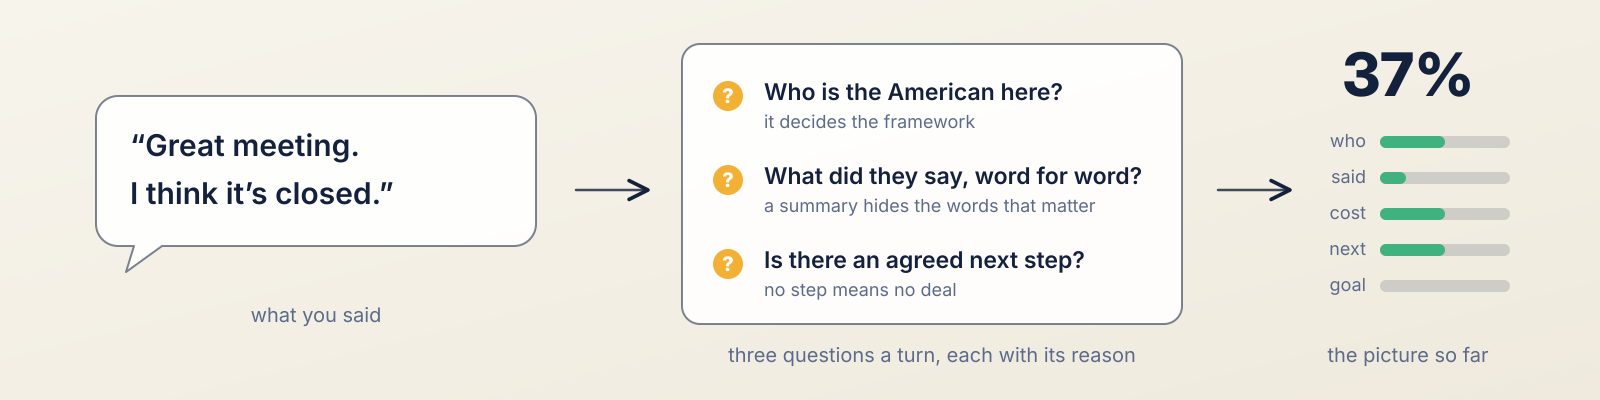 “Great meeting.
I think it’s closed.”
what you said
?
Who is the American here?
it decides the framework
?
What did they say, word for word?
a summary hides the words that matter
?
Is there an agreed next step?
no step means no deal
three questions a turn, each with its reason
37%
who
said
cost
next
goal
the picture so far